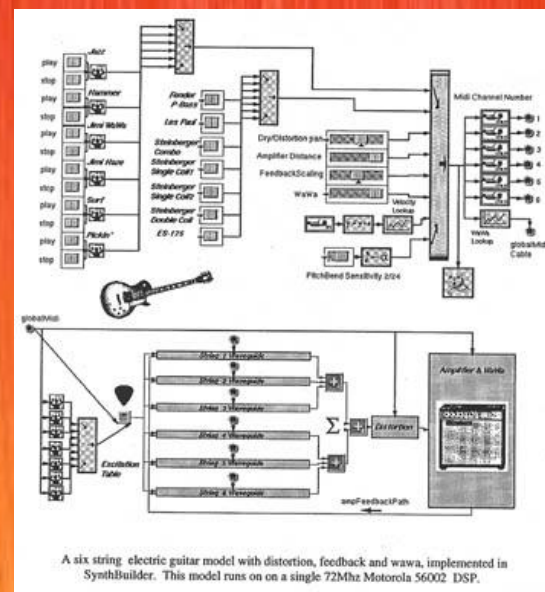 Jazz
play
stop
Hammer
play
stop
Jimi WaWa
play
stop
Jimi Haze
play
stop
Surf
play
stop
Pickin'
play
stop
Fender
P-Bass
Les Paul
Steinberger
Combo
Steinberger
Single Coil1
Steinberger
Single Coil2
Steinberger
Double Coil
ES-175
Dry/Distortion pan
Amplifier Distance
FeedbackScaling
WaWa
Velocity
Lookup
PitchBend Sensitivity 2/24
Midi Channel Number
1
2
3
4
5
6
WaWa
Lookup
globalMidi
Cable
globalMidi
Excitation
Table
String 1 Waveguide
String 2 Waveguide
String 3 Waveguide
String 4 Waveguide
String 5 Waveguide
String 6 Waveguide
Σ
Distortion
Amplifier & WaWa
ampFeedbackPath
A six string electric guitar model with distortion, feedback and wawa, implemented in
SynthBuilder. This model runs on on a single 72Mhz Motorola 56002 DSP.